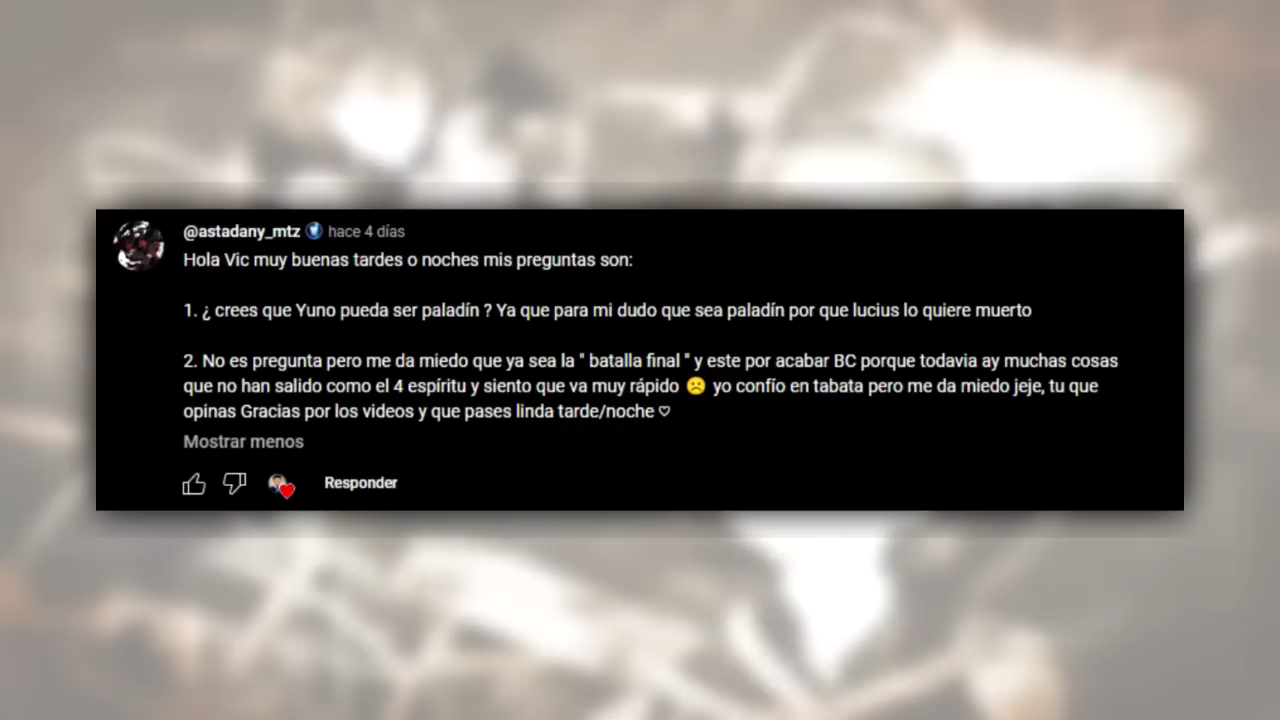 @astadany_mtz hace 4 días
Hola Vic muy buenas tardes o noches mis preguntas son:
1. ¿ crees que Yuno pueda ser paladín ? Ya que para mi dudo que sea paladín por que lucius lo quiere muerto
2. No es pregunta pero me da miedo que ya sea la " batalla final " y este por acabar BC porque todavia ay muchas cosas
que no han salido como el 4 espíritu y siento que va muy rápido ☹️ yo confío en tabata pero me da miedo jeje, tu que
opinas Gracias por los videos y que pases linda tarde/noche ♡
Mostrar menos
Responder